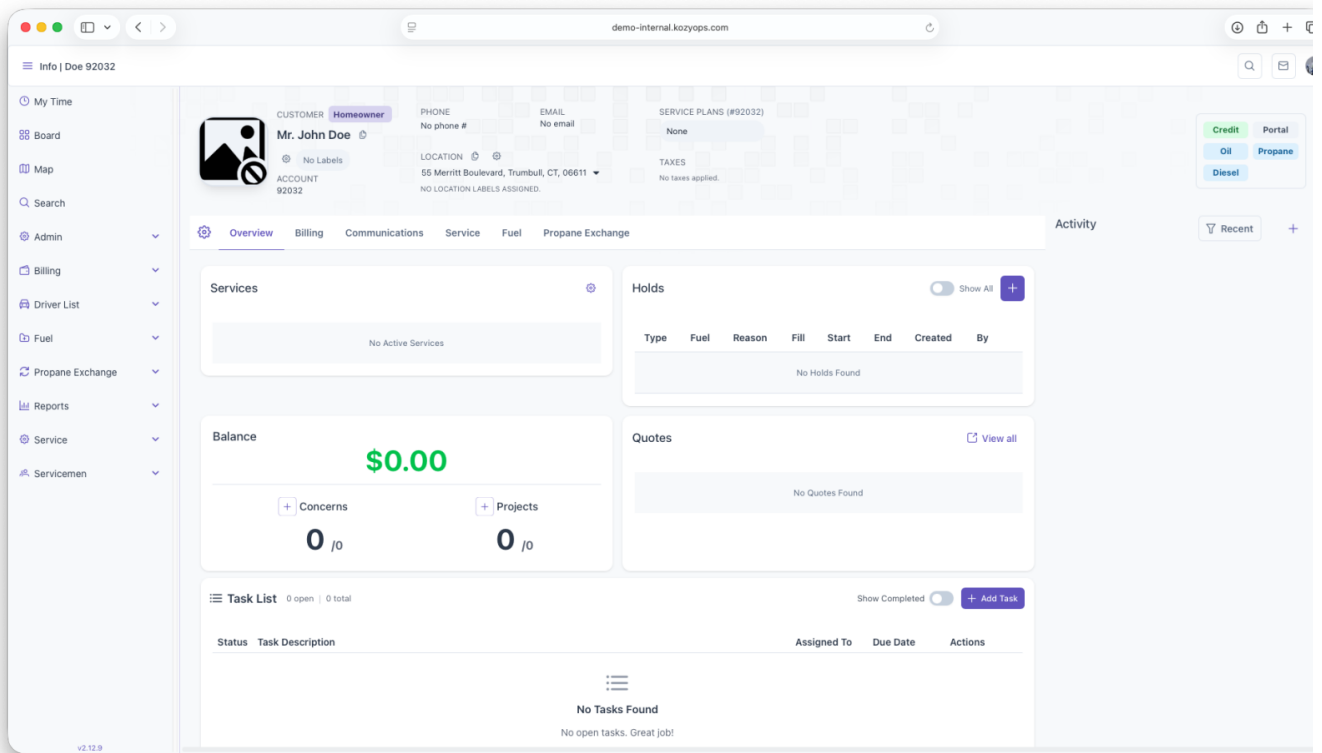 demo-internal.kozyops.com
Info | Doe 92032
My Time
Board
Map
Search
Admin
Billing
Driver List
Fuel
Propane Exchange
Reports
Service
Servicemen
v2.12.9
CUSTOMER Homeowner
Mr. John Doe
No Labels
ACCOUNT
92032
PHONE
No phone #
EMAIL
No email
LOCATION
55 Merritt Boulevard, Trumbull, CT, 06611
NO LOCATION LABELS ASSIGNED.
SERVICE PLANS (#92032)
None
TAXES
No taxes applied.
Credit Portal
Oil Propane
Diesel
Overview Billing Communications Service Fuel Propane Exchange
Activity
Recent
Services
No Active Services
Holds
Show All
Type Fuel Reason Fill Start End Created By
No Holds Found
Balance
$0.00
Concerns
0 /0
Projects
0 /0
Quotes
View all
No Quotes Found
Task List 0 open | 0 total
Show Completed
+ Add Task
Status Task Description Assigned To Due Date Actions
No Tasks Found
No open tasks. Great job!